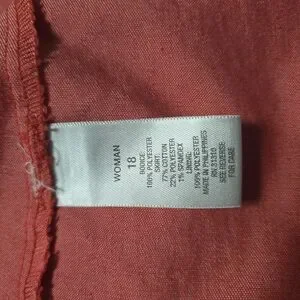 WOMAN
18
BODICE:
100% POLYESTER
SKIRT:
77% COTTON
22% POLYESTER
1% SPANDEX
LINING:
100% POLYESTER
MADE IN PHILIPPINES
RN 81910
SEE REVERSE
FOR CARE